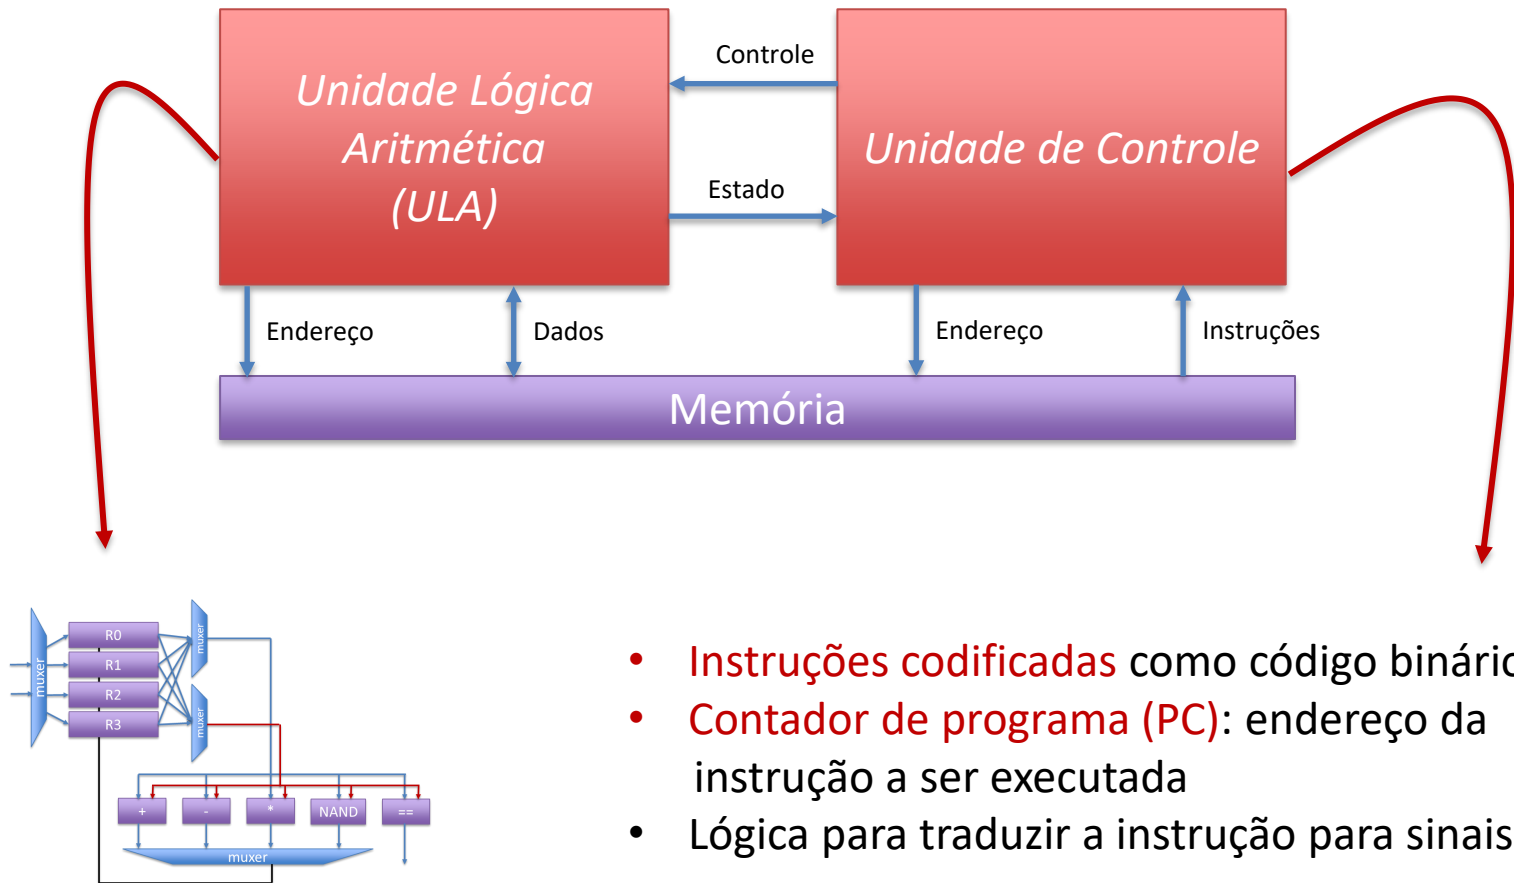 Controle
Unidade Lógica
Aritmética
(ULA)
Unidade de Controle
Estado
Endereço
Dados
Endereço
Instruções
Memória
muxer
R0
R1
R2
R3
muxer
muxer
+
-
*
NAND
==
muxer
• Instruções codificadas como código binário
• Contador de programa (PC): endereço da
instrução a ser executada
• Lógica para traduzir a instrução para sinais